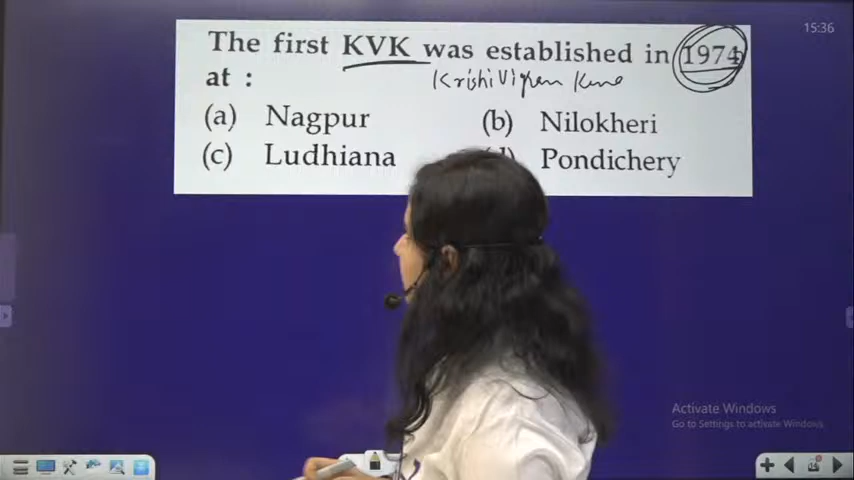 15:36
The first KVK was established in 1974
at :
Krishi Vigyan
(a) Nagpur (b) Nilokheri
(c) Ludhiana (d) Pondichery
Activate Windows
Go to Settings to activate Windows.